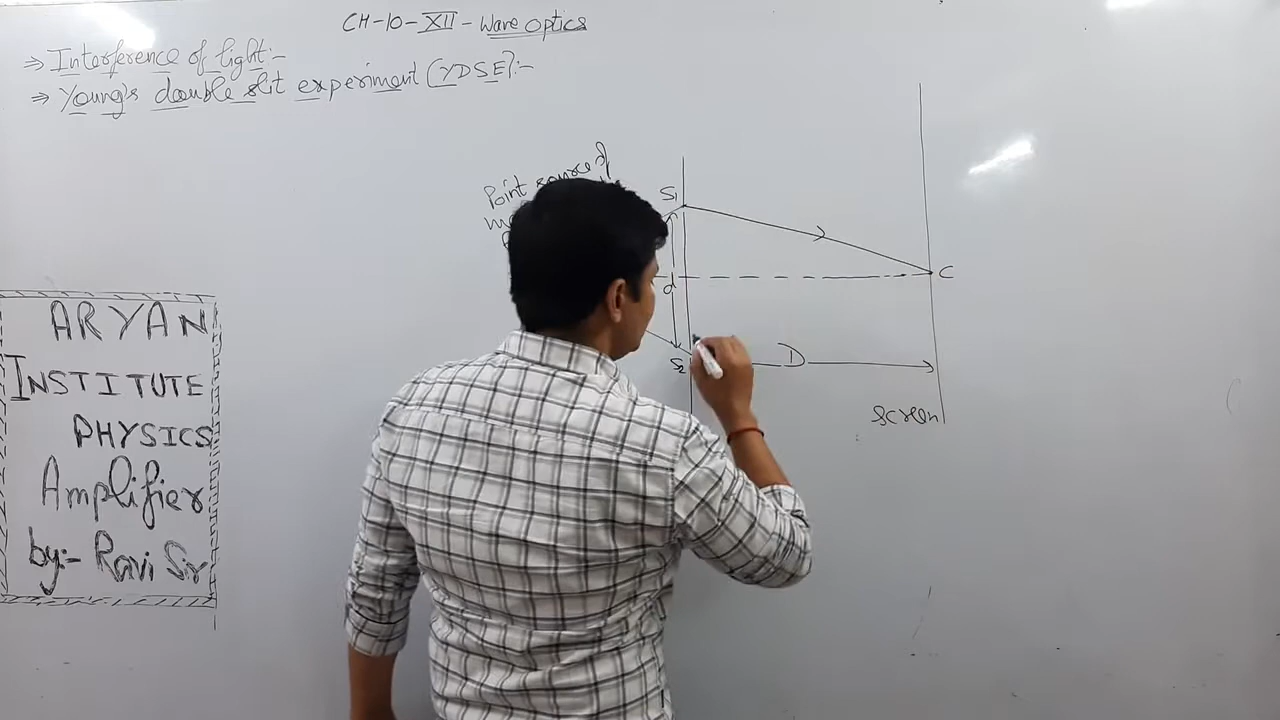 CH-10-XII-Wave optics
⇒ Interference of light:-
⇒ Young's double slit experiment (YDSE):-
Point source of
S1
C
d
S2
D
screen
ARYAN
INSTITUTE
PHYSICS
Amplifier
by:- Ravi Sir